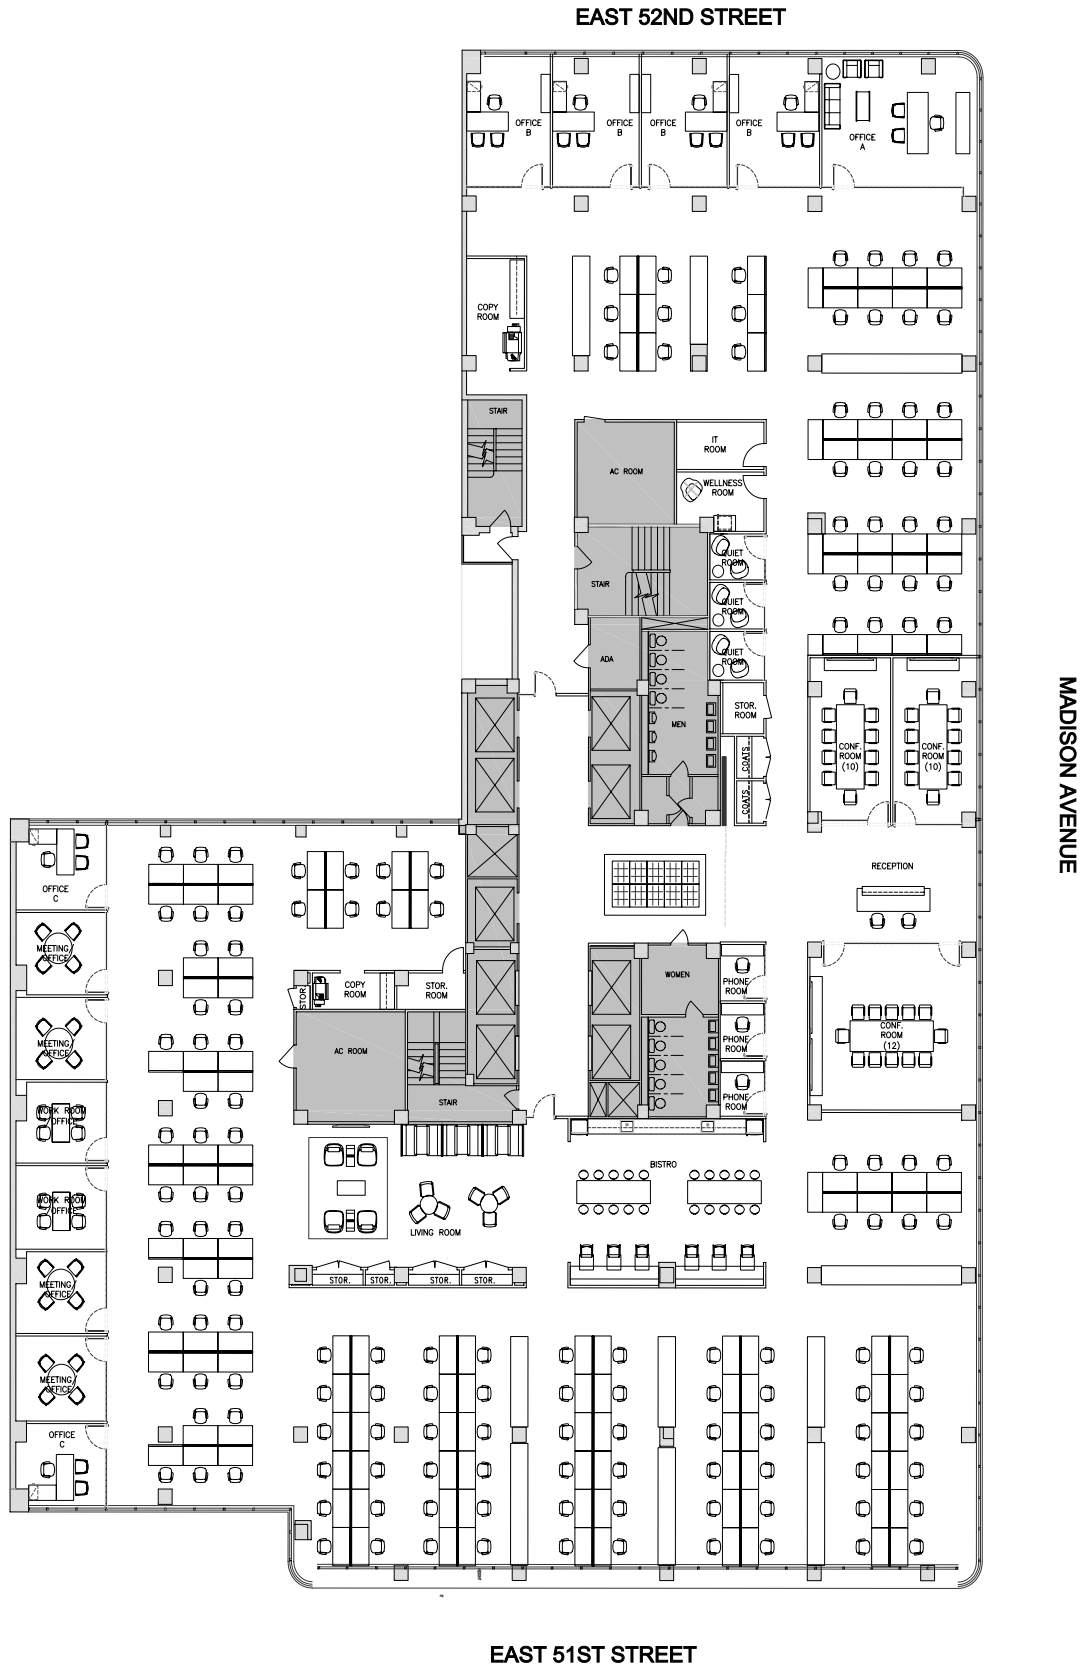 EAST 52ND STREET
OFFICE
B
OFFICE
B
OFFICE
B
OFFICE
B
OFFICE
A
COPY
ROOM
STAIR
IT
ROOM
AC ROOM
WELLNESS
ROOM
QUIET
ROOM
STAIR
QUIET
ROOM
QUIET
ROOM
ADA
STOR.
ROOM
MEN
CONF.
ROOM
(10)
CONF.
ROOM
(10)
COATS
COATS
MADISON AVENUE
RECEPTION
OFFICE
C
MEETING/
OFFICE
WOMEN
PHONE
ROOM
COPY
ROOM
STOR.
ROOM
STOR.
CONF.
ROOM
(12)
MEETING/
OFFICE
AC ROOM
PHONE
ROOM
STAIR
PHONE
ROOM
WORK ROOM
OFFICE
BISTRO
WORK ROOM
OFFICE
LIVING ROOM
STOR.
STOR.
STOR.
STOR.
MEETING/
OFFICE
MEETING/
OFFICE
OFFICE
C
EAST 51ST STREET